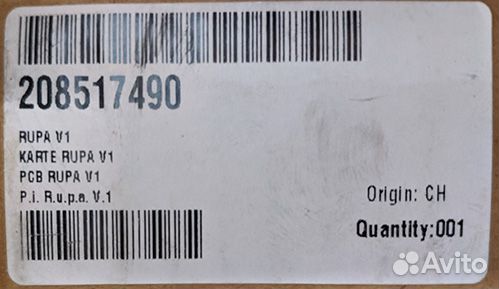 208517490
RUPA V1
KARTE RUPA V1
PCB RUPA V1
P.i. R.u.p.a. V.1
Origin: CH
Quantity:001
Avito